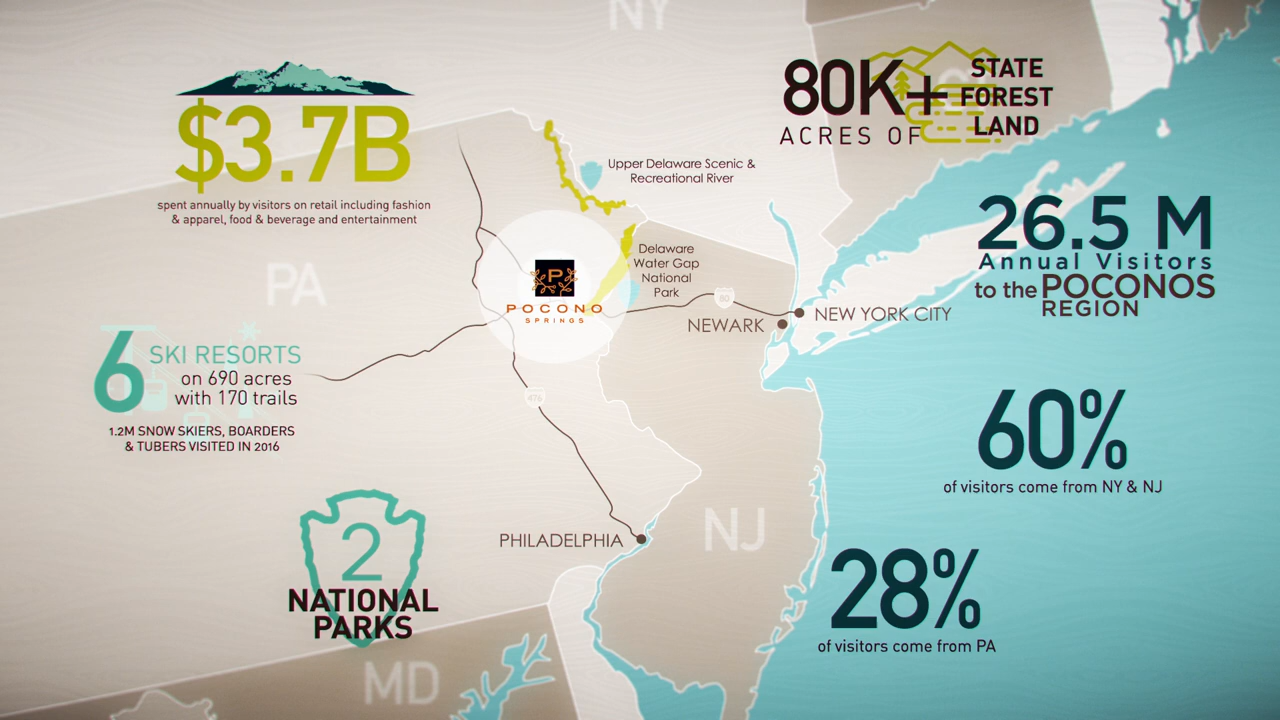 NY
$3.7B
spent annually by visitors on retail including fashion
& apparel, food & beverage and entertainment
80K+
ACRES OF
STATE
FOREST
LAND
Upper Delaware Scenic &
Recreational River
26.5 M
Annual Visitors
to the POCONOS
REGION
Delaware
Water Gap
National
Park
P
POCONO
SPRINGS
PA
80
NEWARK
NEW YORK CITY
6
SKI RESORTS
on 690 acres
with 170 trails
1.2M SNOW SKIERS, BOARDERS
& TUBERS VISITED IN 2016
476
60%
of visitors come from NY & NJ
2
NATIONAL
PARKS
PHILADELPHIA
NJ
28%
of visitors come from PA
MD